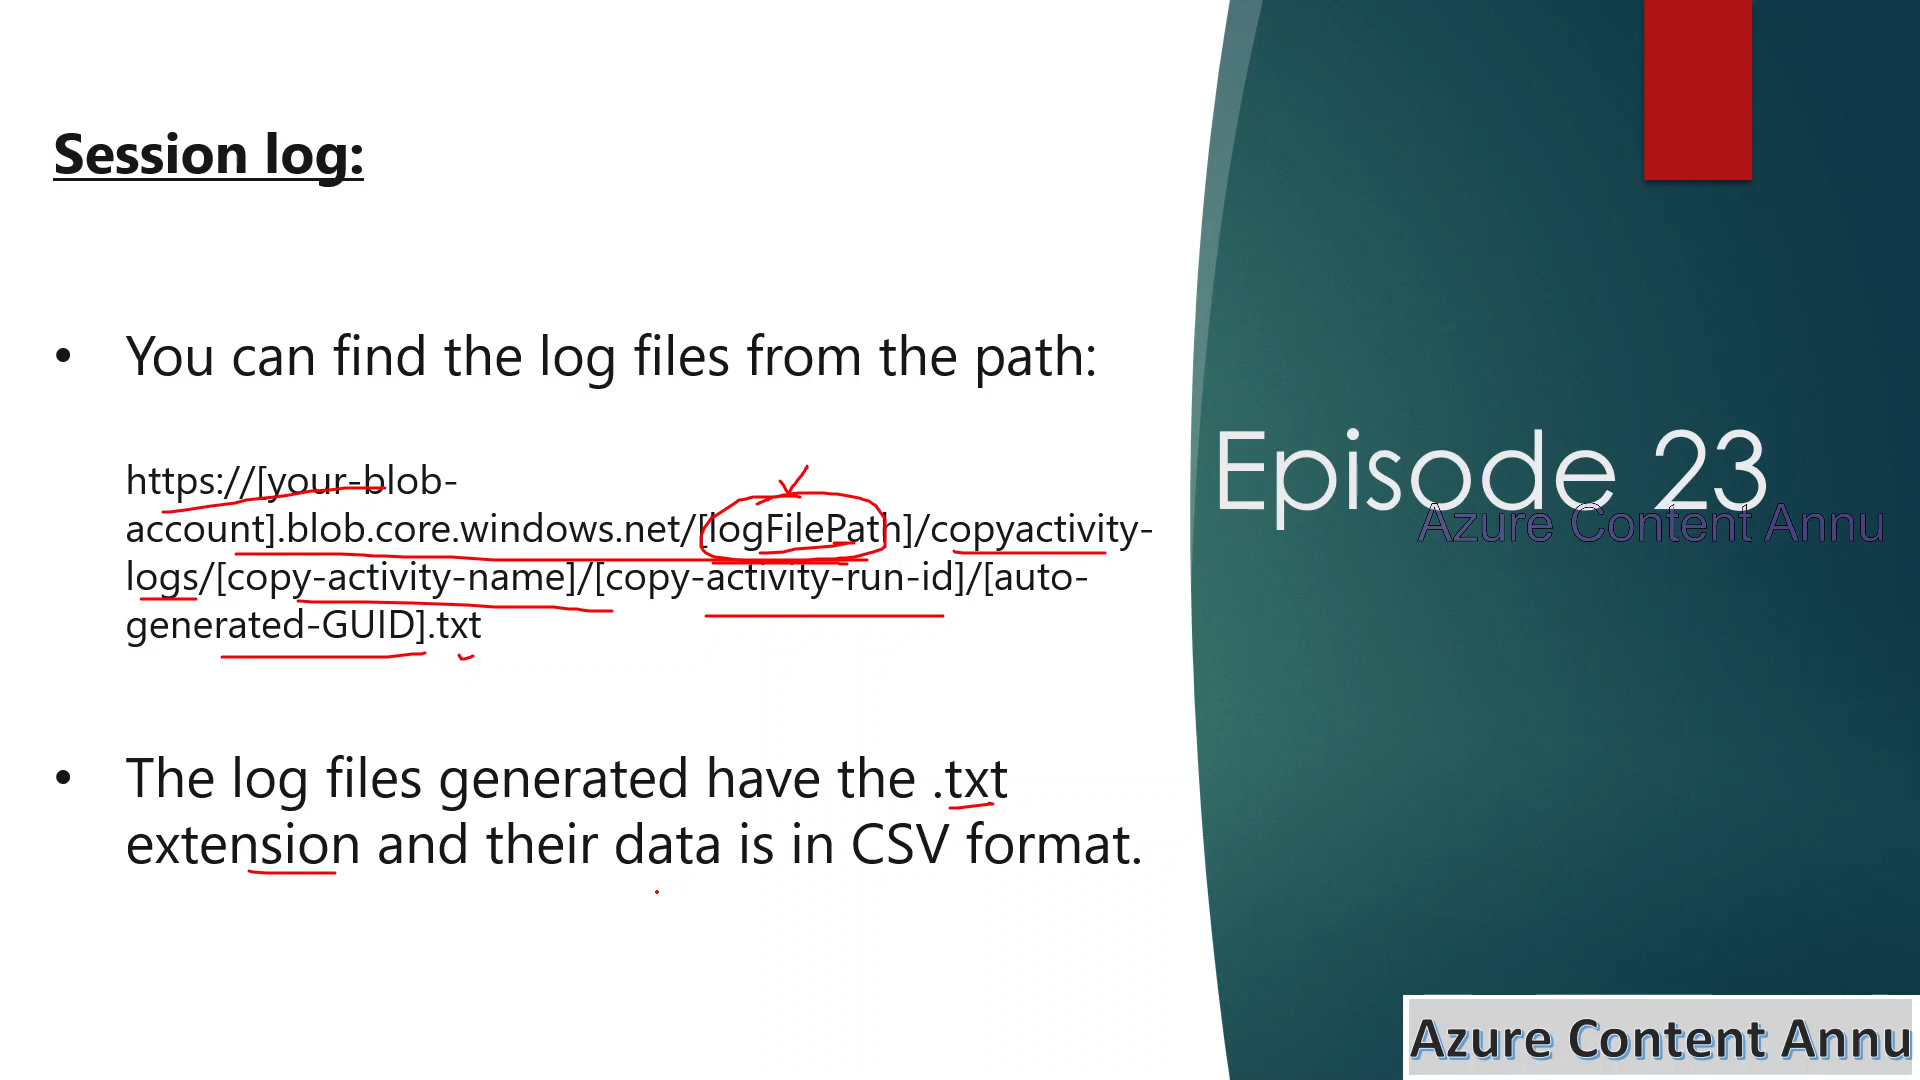 Session log:
• You can find the log files from the path:
https://[your-blob-
account].blob.core.windows.net/[logFilePath]/copyactivity-
logs/[copy-activity-name]/[copy-activity-run-id]/[auto-
generated-GUID].txt
• The log files generated have the .txt
extension and their data is in CSV format.
Episode 23
Azure Content Annu
Azure Content Annu